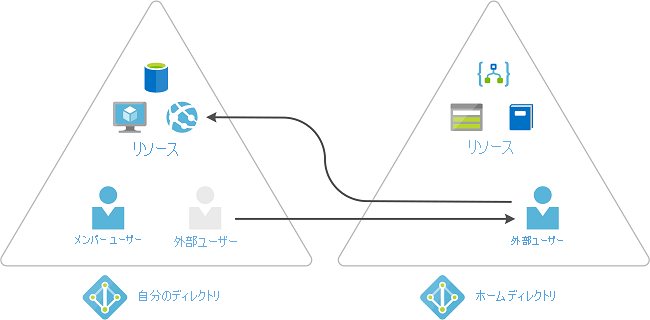 リソース
リソース
メンバー ユーザー
外部ユーザー
外部ユーザー
自分のディレクトリ
ホームディレクトリ